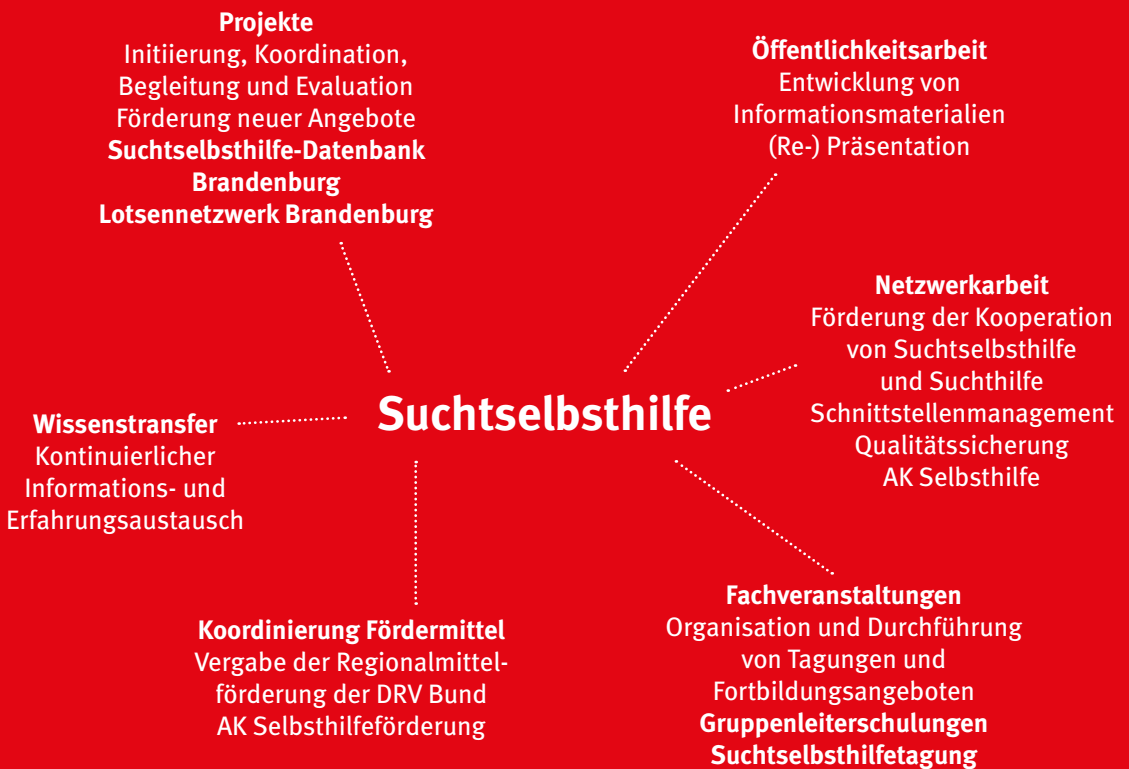 Projekte
Initiierung, Koordination,
Begleitung und Evaluation
Förderung neuer Angebote
Suchtselbsthilfe-Datenbank
Brandenburg
Lotsennetzwerk Brandenburg
Öffentlichkeitsarbeit
Entwicklung von
Informationsmaterialien
(Re-) Präsentation
Netzwerkarbeit
Förderung der Kooperation
von Suchtselbsthilfe
und Suchthilfe
Schnittstellenmanagement
Qualitätssicherung
AK Selbsthilfe
Suchtselbsthilfe
Wissenstransfer
Kontinuierlicher
Informations- und
Erfahrungsaustausch
Koordinierung Fördermittel
Vergabe der Regionalmittel-
förderung der DRV Bund
AK Selbsthilfeförderung
Fachveranstaltungen
Organisation und Durchführung
von Tagungen und
Fortbildungsangeboten
Gruppenleiterschulungen
Suchtselbsthilfetagung